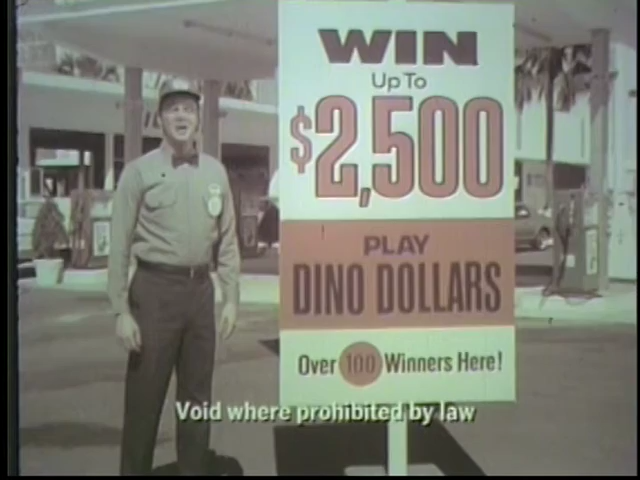 WIN
Up To
$2,500
PLAY
DINO DOLLARS
Over 100 Winners Here!
Void where prohibited by law